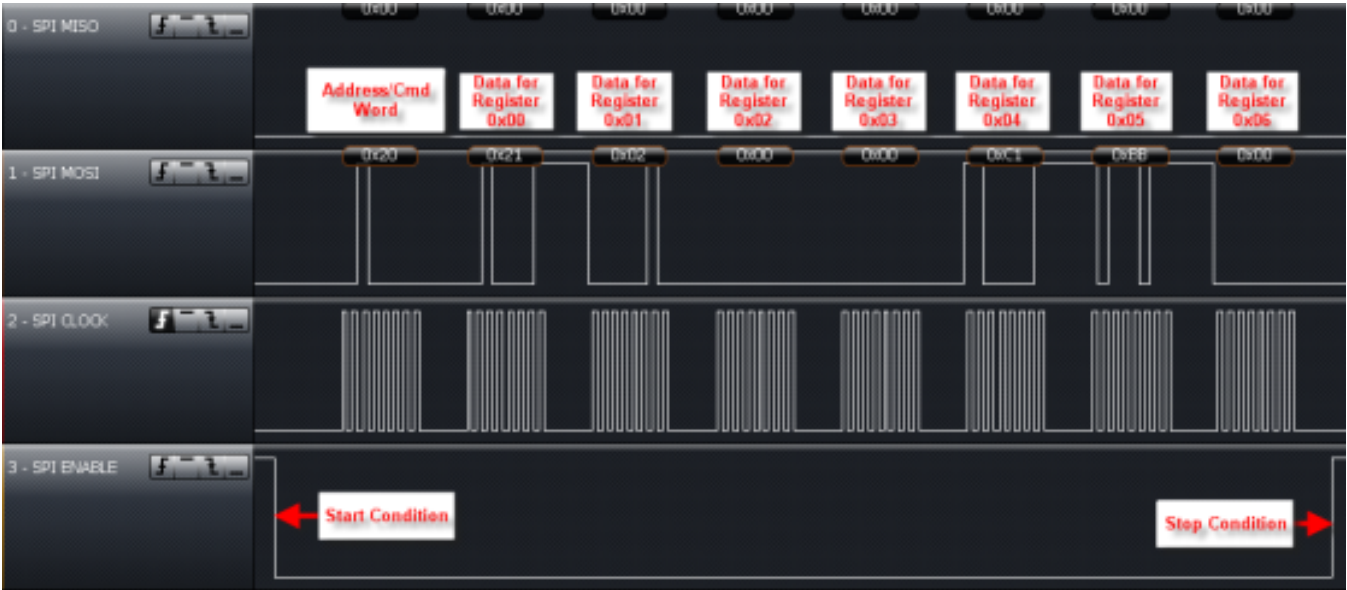 0x00 0x00 0x00 0x00 0x00 0x00 0x00 0x00
0 - SPI MISO
Address/Cmd
Word
Data for
Register
0x00
Data for
Register
0x01
Data for
Register
0x02
Data for
Register
0x03
Data for
Register
0x04
Data for
Register
0x05
Data for
Register
0x06
0x20 0x21 0x02 0x00 0x00 0xC1 0xBB 0x00
1 - SPI MOSI
2 - SPI CLOCK
3 - SPI ENABLE
Start Condition
Stop Condition